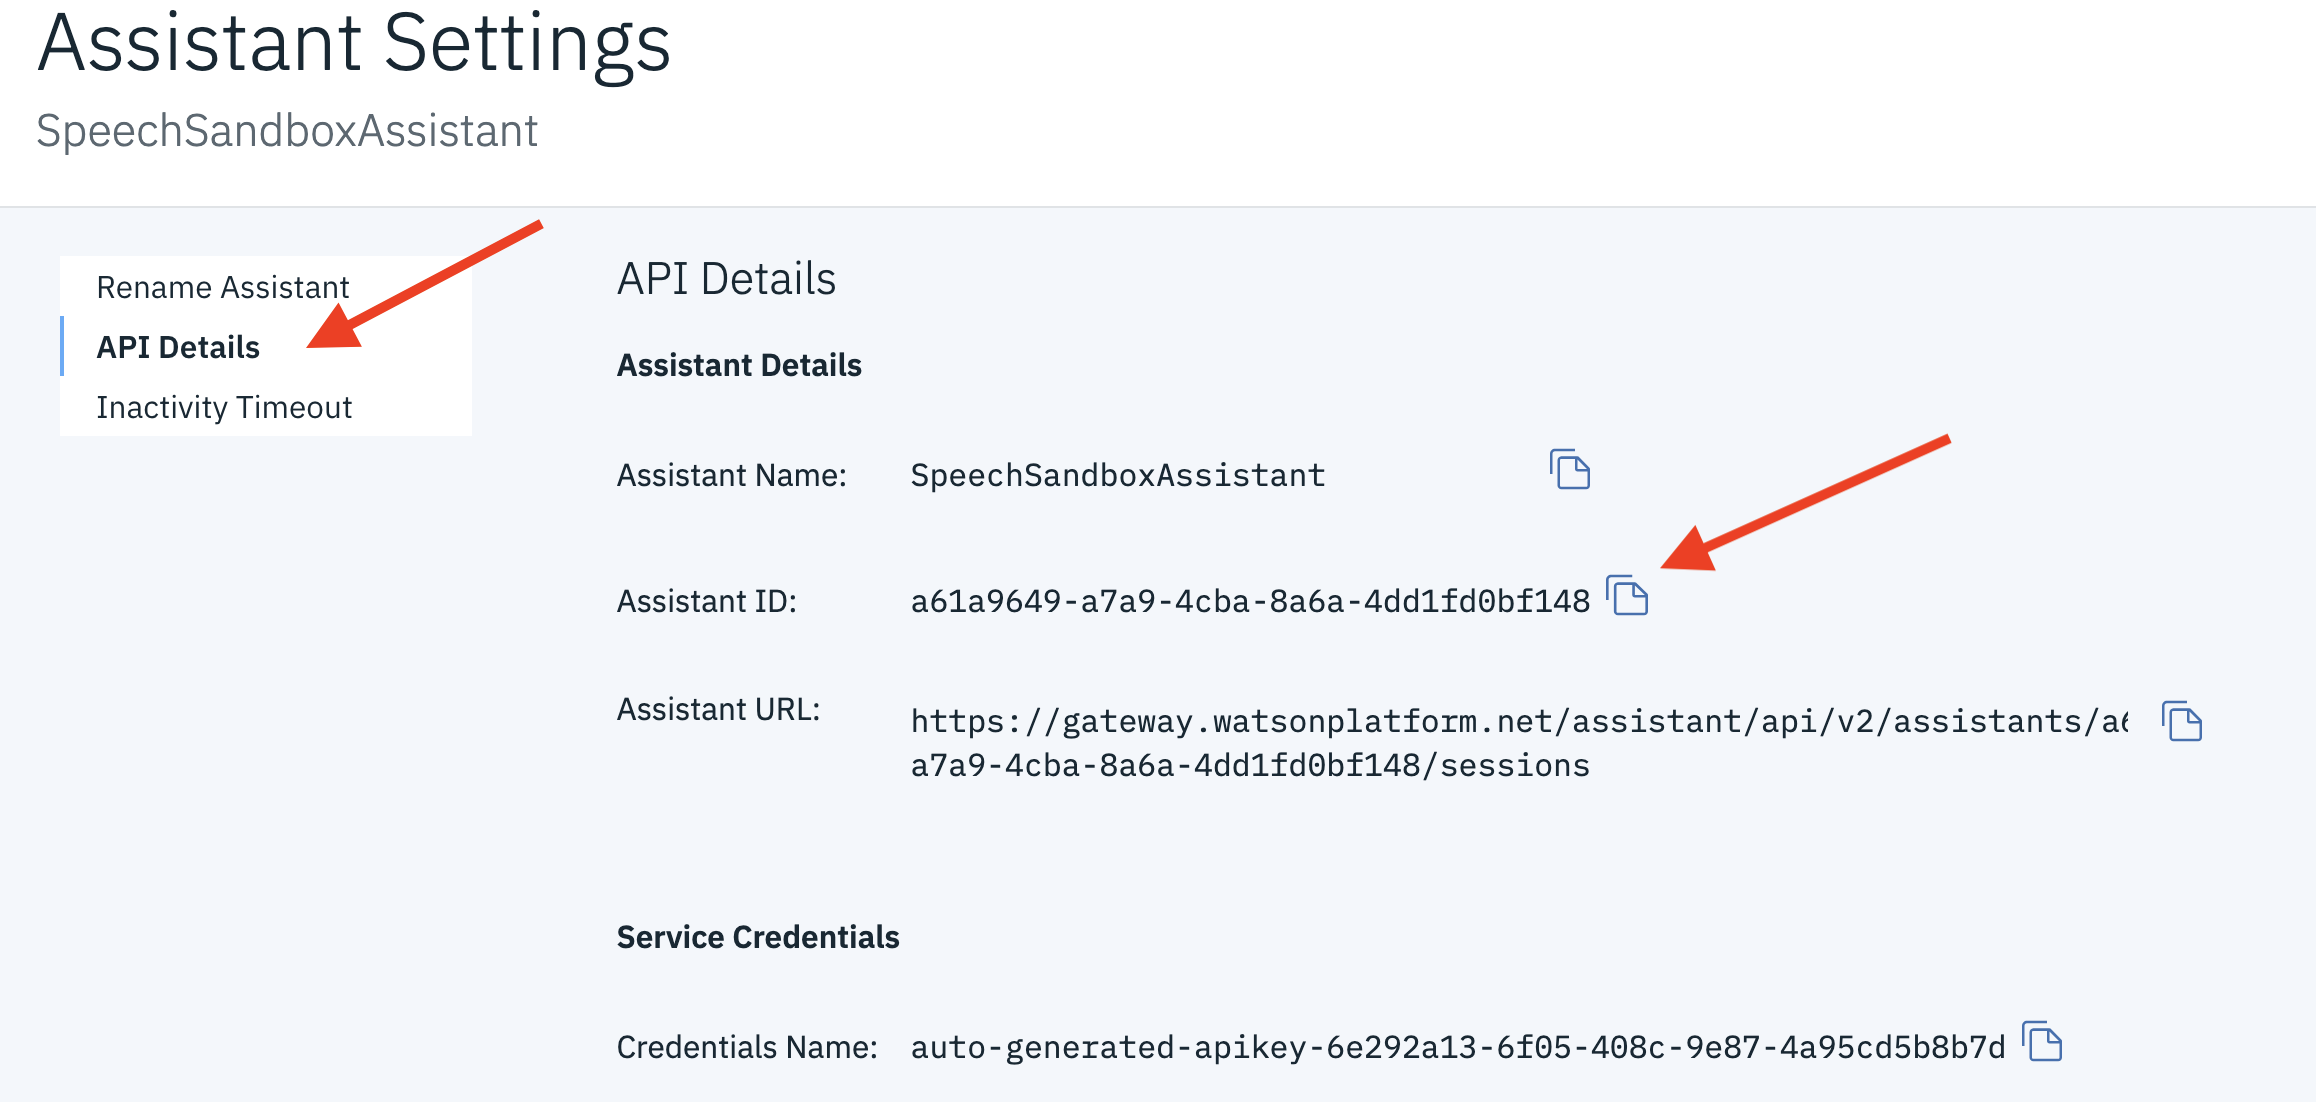 Assistant Settings
SpeechSandboxAssistant
Rename Assistant
API Details
Inactivity Timeout
API Details
Assistant Details
Assistant Name: SpeechSandboxAssistant
Assistant ID: a61a9649-a7a9-4cba-8a6a-4dd1fd0bf148
Assistant URL: https://gateway.watsonplatform.net/assistant/api/v2/assistants/a6
a7a9-4cba-8a6a-4dd1fd0bf148/sessions
Service Credentials
Credentials Name: auto-generated-apikey-6e292a13-6f05-408c-9e87-4a95cd5b8b7d